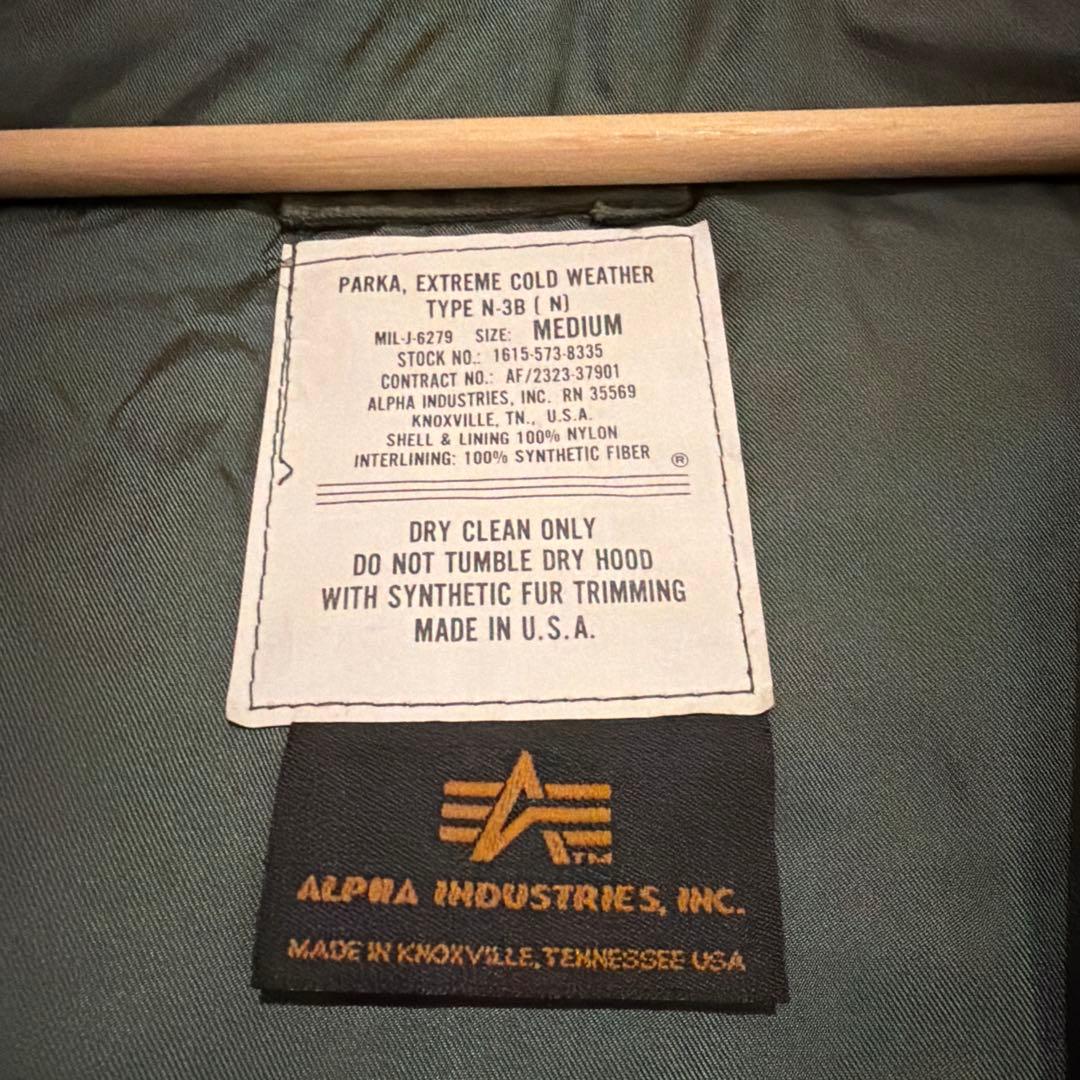 PARKA, EXTREME COLD WEATHER
TYPE N-3B ( N)
MIL-J-6279 SIZE: MEDIUM
STOCK NO.: 1615-573-8335
CONTRACT NO.: AF/2323-37901
ALPHA INDUSTRIES, INC. RN 35569
KNOXVILLE, TN., U.S.A.
SHELL & LINING 100% NYLON
INTERLINING: 100% SYNTHETIC FIBER ®
DRY CLEAN ONLY
DO NOT TUMBLE DRY HOOD
WITH SYNTHETIC FUR TRIMMING
MADE IN U.S.A.
TM
ALPHA INDUSTRIES, INC.
MADE IN KNOXVILLE, TENNESSEE USA